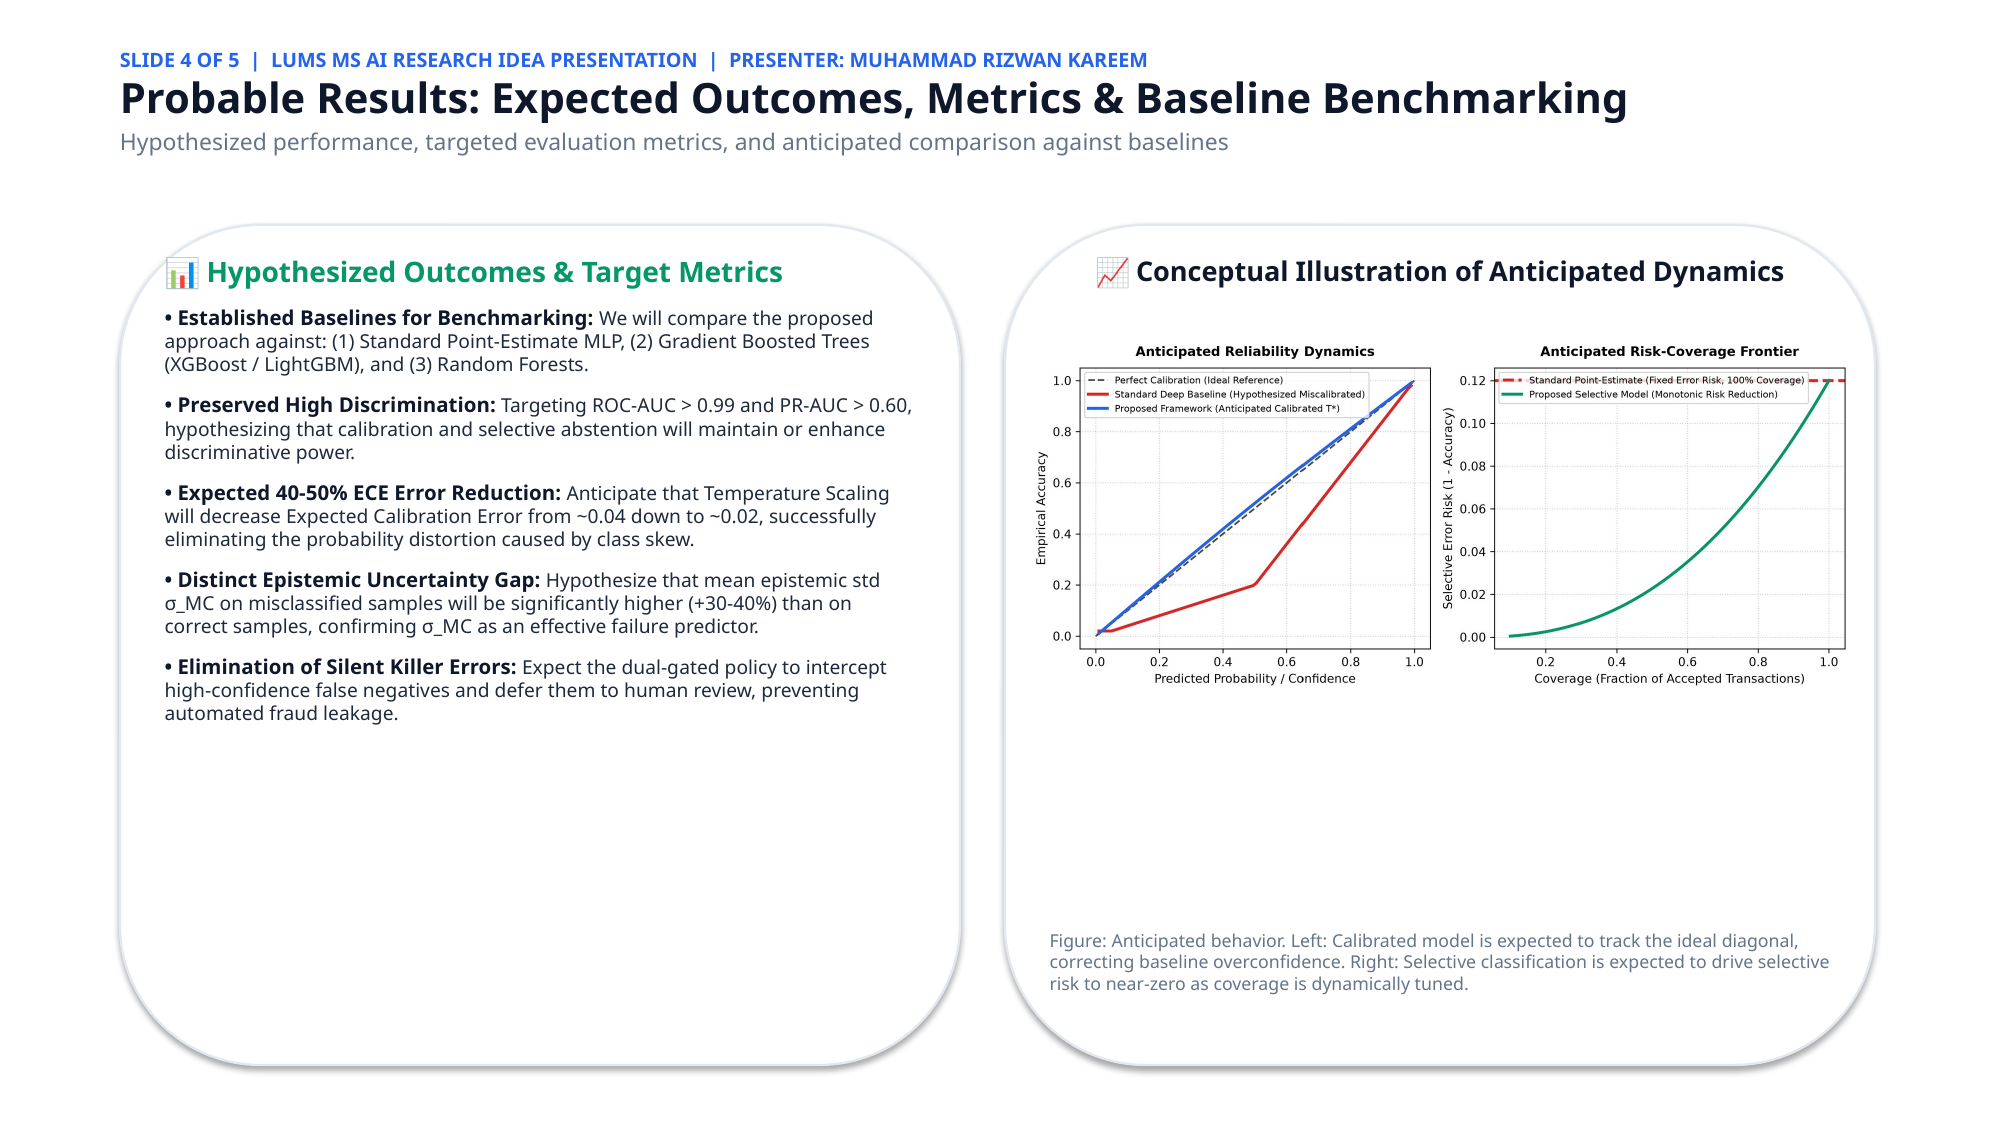 SLIDE 4 OF 5 | LUMS MS AI RESEARCH IDEA PRESENTATION | PRESENTER: MUHAMMAD RIZWAN KAREEM
Probable Results: Expected Outcomes, Metrics & Baseline Benchmarking
Hypothesized performance, targeted evaluation metrics, and anticipated comparison against baselines
📊 Hypothesized Outcomes & Target Metrics
• Established Baselines for Benchmarking: We will compare the proposed
approach against: (1) Standard Point-Estimate MLP, (2) Gradient Boosted Trees
(XGBoost / LightGBM), and (3) Random Forests.
• Preserved High Discrimination: Targeting ROC-AUC > 0.99 and PR-AUC > 0.60,
hypothesizing that calibration and selective abstention will maintain or enhance
discriminative power.
• Expected 40-50% ECE Error Reduction: Anticipate that Temperature Scaling
will decrease Expected Calibration Error from ~0.04 down to ~0.02, successfully
eliminating the probability distortion caused by class skew.
• Distinct Epistemic Uncertainty Gap: Hypothesize that mean epistemic std
σ_MC on misclassified samples will be significantly higher (+30-40%) than on
correct samples, confirming σ_MC as an effective failure predictor.
• Elimination of Silent Killer Errors: Expect the dual-gated policy to intercept
high-confidence false negatives and defer them to human review, preventing
automated fraud leakage.
📈 Conceptual Illustration of Anticipated Dynamics
Anticipated Reliability Dynamics
Perfect Calibration (Ideal Reference)
Standard Deep Baseline (Hypothesized Miscalibrated)
Proposed Framework (Anticipated Calibrated T*)
Empirical Accuracy
1.0
0.8
0.6
0.4
0.2
0.0
0.0 0.2 0.4 0.6 0.8 1.0
Predicted Probability / Confidence
Anticipated Risk-Coverage Frontier
Standard Point-Estimate (Fixed Error Risk, 100% Coverage)
Proposed Selective Model (Monotonic Risk Reduction)
Selective Error Risk (1 - Accuracy)
0.12
0.10
0.08
0.06
0.04
0.02
0.00
0.2 0.4 0.6 0.8 1.0
Coverage (Fraction of Accepted Transactions)
Figure: Anticipated behavior. Left: Calibrated model is expected to track the ideal diagonal,
correcting baseline overconfidence. Right: Selective classification is expected to drive selective
risk to near-zero as coverage is dynamically tuned.